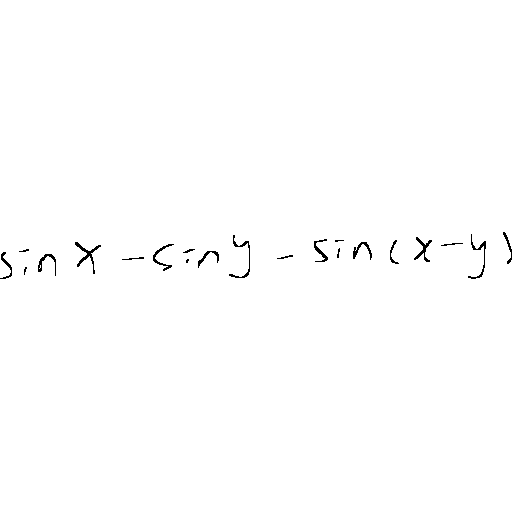 sin x - sin y - sin(x-y)